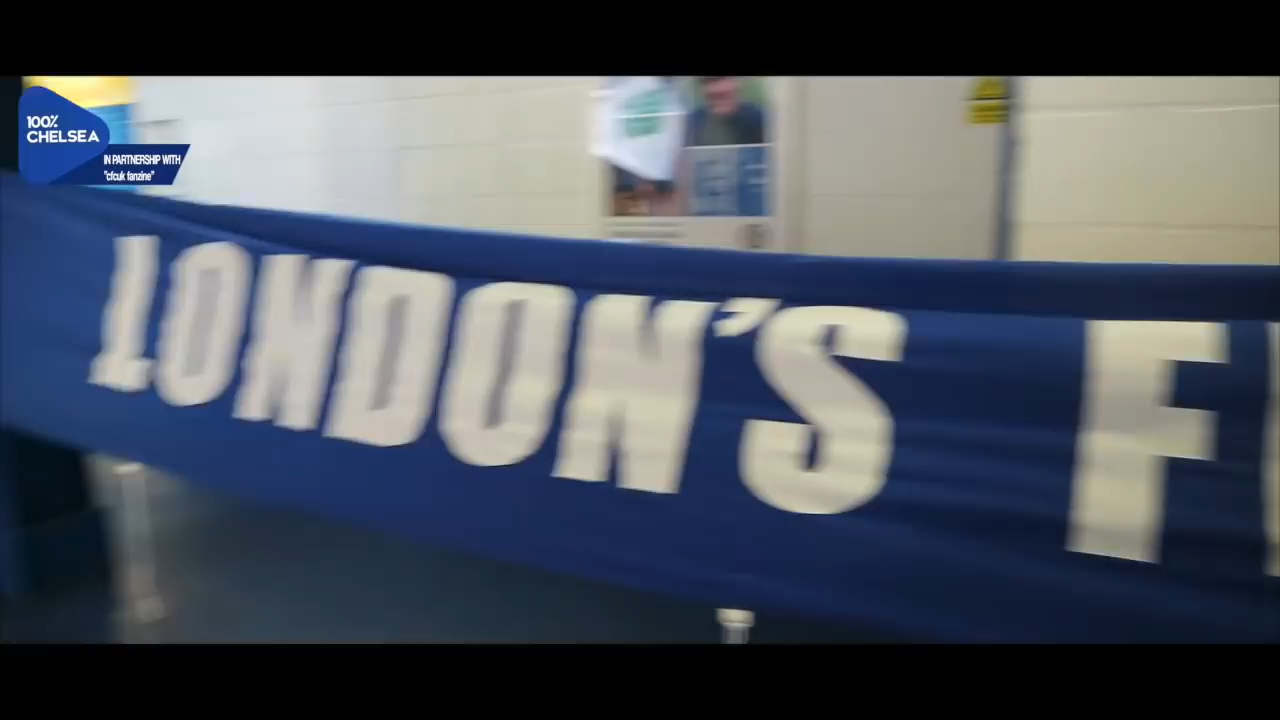 100%
CHELSEA
IN PARTNERSHIP WITH
"cfcuk fanzine"
LONDON'S F